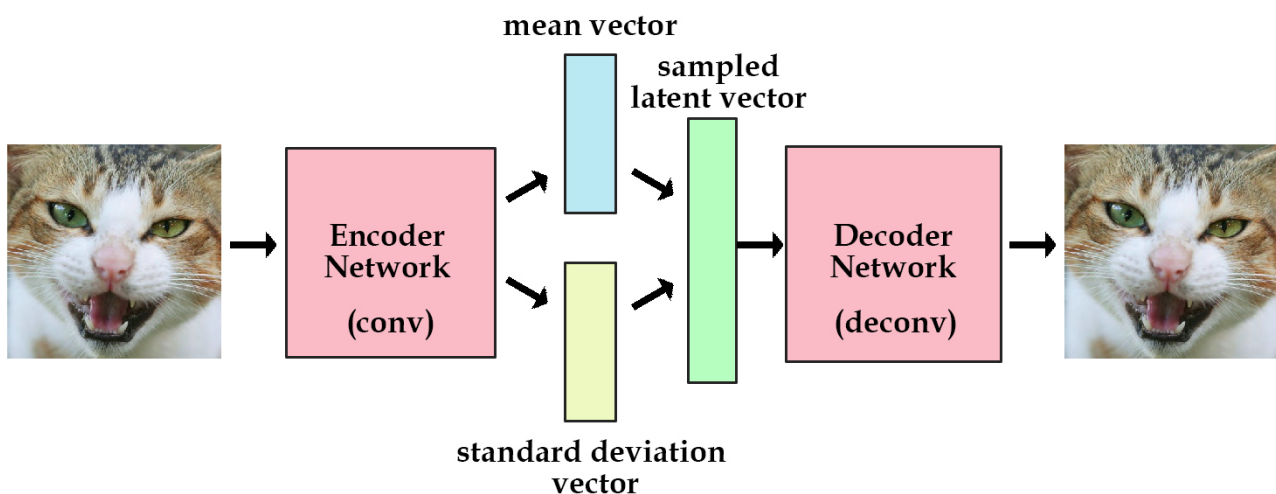 mean vector
sampled
latent vector
Encoder
Network
(conv)
Decoder
Network
(deconv)
standard deviation
vector